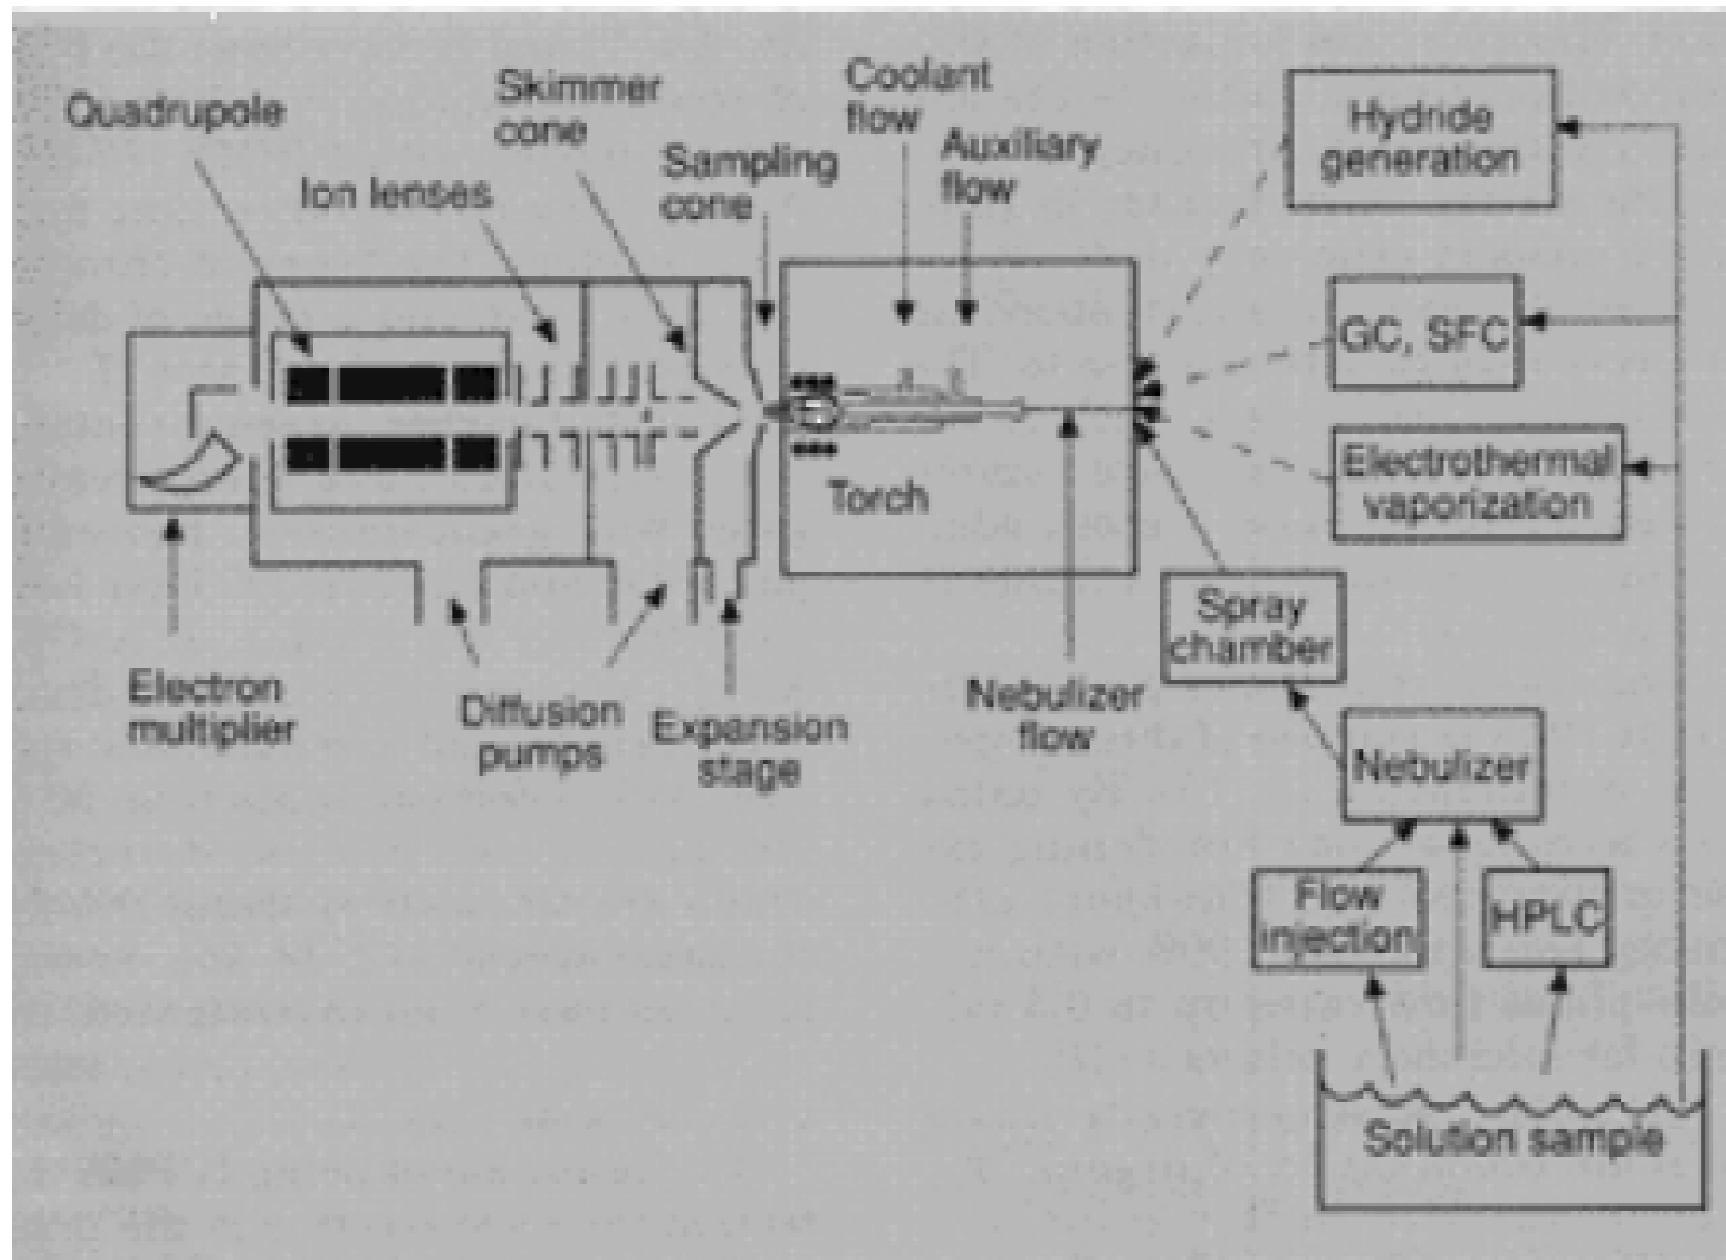 Quadrupole
Skimmer
cone
Coolant
flow
Auxiliary
flow
Hydride
generation
Ion lenses
Sampling
cone
GC, SFC
Electrothermal
vaporization
Torch
Spray
chamber
Electron
multiplier
Diffusion
pumps
Expansion
stage
Nebulizer
flow
Nebulizer
Flow
injection
HPLC
Solution sample